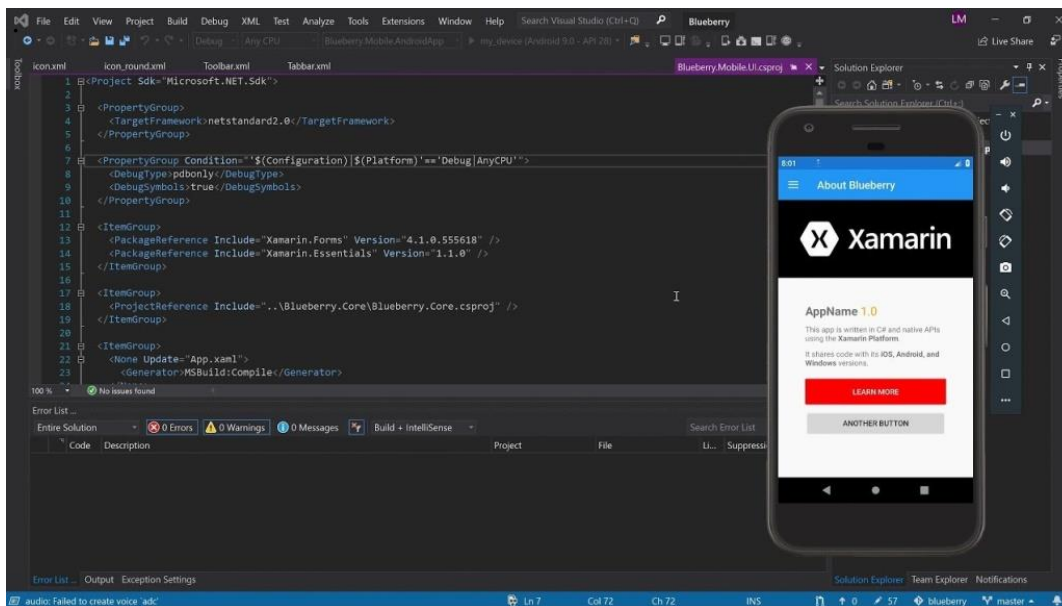 File Edit View Project Build Debug XML Test Analyze Tools Extensions Window Help Search Visual Studio (Ctrl+Q) Blueberry LM
Debug Any CPU Blueberry.Mobile.AndroidApp my_device (Android 9.0 - API 28) Live Share
Toolbox
icon.xml icon_round.xml Toolbar.xml Tabbar.xml Blueberry.Mobile.UI.csproj Solution Explorer
Search Solution Explorer (Ctrl+;)
1 <Project Sdk="Microsoft.NET.Sdk">
2
3 <PropertyGroup>
4 <TargetFramework>netstandard2.0</TargetFramework>
5 </PropertyGroup>
6
7 <PropertyGroup Condition="'$(Configuration)|$(Platform)'=='Debug|AnyCPU'">
8 <DebugType>pdbonly</DebugType>
9 <DebugSymbols>true</DebugSymbols>
10 </PropertyGroup>
11
12 <ItemGroup>
13 <PackageReference Include="Xamarin.Forms" Version="4.1.0.555618" />
14 <PackageReference Include="Xamarin.Essentials" Version="1.1.0" />
15 </ItemGroup>
16
17 <ItemGroup>
18 <ProjectReference Include="..\Blueberry.Core\Blueberry.Core.csproj" />
19 </ItemGroup>
20
21 <ItemGroup>
22 <None Update="App.xaml">
23 <Generator>MSBuild:Compile</Generator>
100 % No issues found
8:01
About Blueberry
Xamarin
AppName 1.0
This app is written in C# and native APIs
using the Xamarin Platform
It shares code with its iOS, Android, and
Windows versions.
LEARN MORE
ANOTHER BUTTON
Error List ...
Entire Solution 0 Errors 0 Warnings 0 Messages Build + IntelliSense Search Error List
Code Description Project File Li... Suppressi
Error List ... Output Exception Settings
Solution Explorer Team Explorer Notifications
audio: Failed to create voice `adc' Ln 7 Col 72 Ch 72 INS 0 57 blueberry master